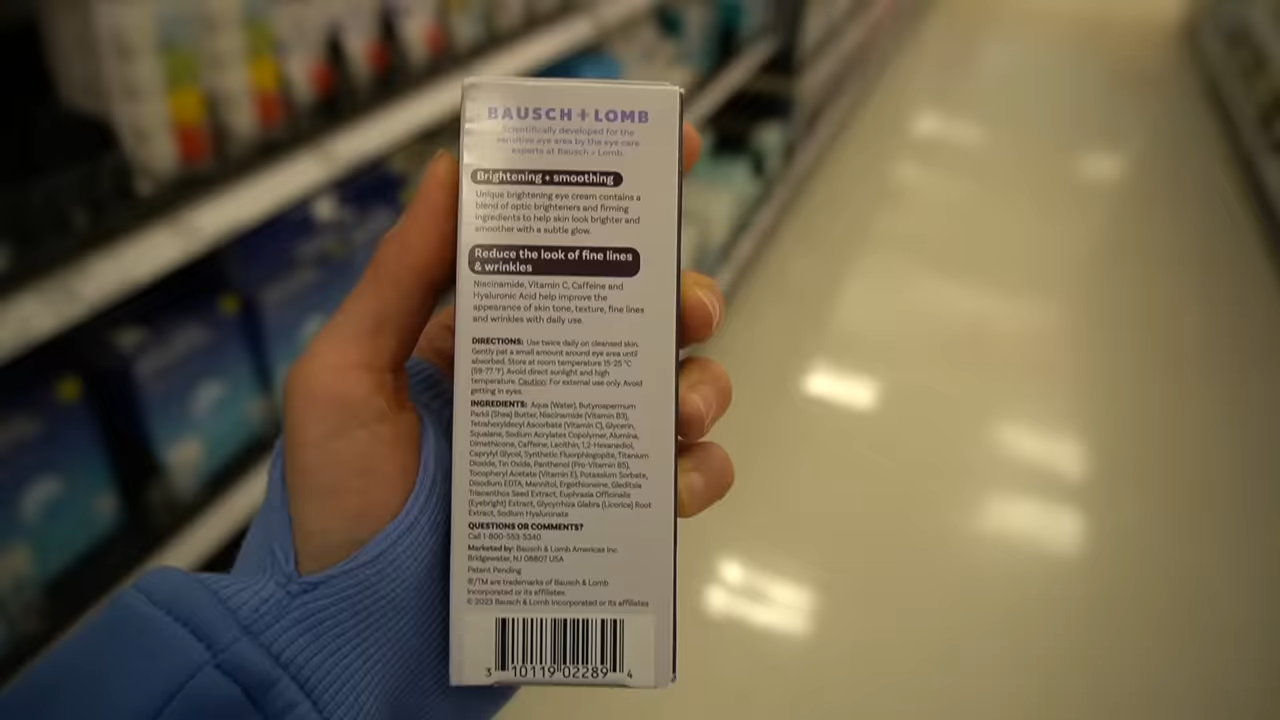 BAUSCH + LOMB
Scientifically developed for the
sensitive eye area by the eye care
experts at Bausch + Lomb.
Brightening + smoothing
Unique brightening eye cream contains a
blend of optic brighteners and firming
ingredients to help skin look brighter and
smoother with a subtle glow.
Reduce the look of fine lines
& wrinkles
Niacinamide, Vitamin C, Caffeine and
Hyaluronic Acid help improve the
appearance of skin tone, texture, fine lines
and wrinkles with daily use.
DIRECTIONS: Use twice daily on cleansed skin.
Gently pat a small amount around eye area until
absorbed. Store at room temperature 15-25 °C
(59-77 °F). Avoid direct sunlight and high
temperature. Caution: For external use only. Avoid
getting in eyes.
INGREDIENTS: Aqua (Water), Butyrospermum
Parkii (Shea) Butter, Niacinamide (Vitamin B3),
Tetrahexyldecyl Ascorbate (Vitamin C), Glycerin,
Squalane, Sodium Acrylates Copolymer, Alumina,
Dimethicone, Caffeine, Lecithin, 1,2-Hexanediol,
Caprylyl Glycol, Synthetic Fluorphlogopite, Titanium
Dioxide, Tin Oxide, Panthenol (Pro-Vitamin B5),
Tocopheryl Acetate (Vitamin E), Potassium Sorbate,
Disodium EDTA, Mannitol, Ergothioneine, Gleditsia
Triacanthos Seed Extract, Euphrasia Officinalis
(Eyebright) Extract, Glycyrrhiza Glabra (Licorice) Root
Extract, Sodium Hyaluronate
QUESTIONS OR COMMENTS?
Call 1-800-553-5340
Marketed by: Bausch & Lomb Americas Inc.
Bridgewater, NJ 08807 USA
Patent Pending
®/TM are trademarks of Bausch & Lomb
Incorporated or its affiliates.
© 2023 Bausch & Lomb Incorporated or its affiliates
3 10119 02289 4